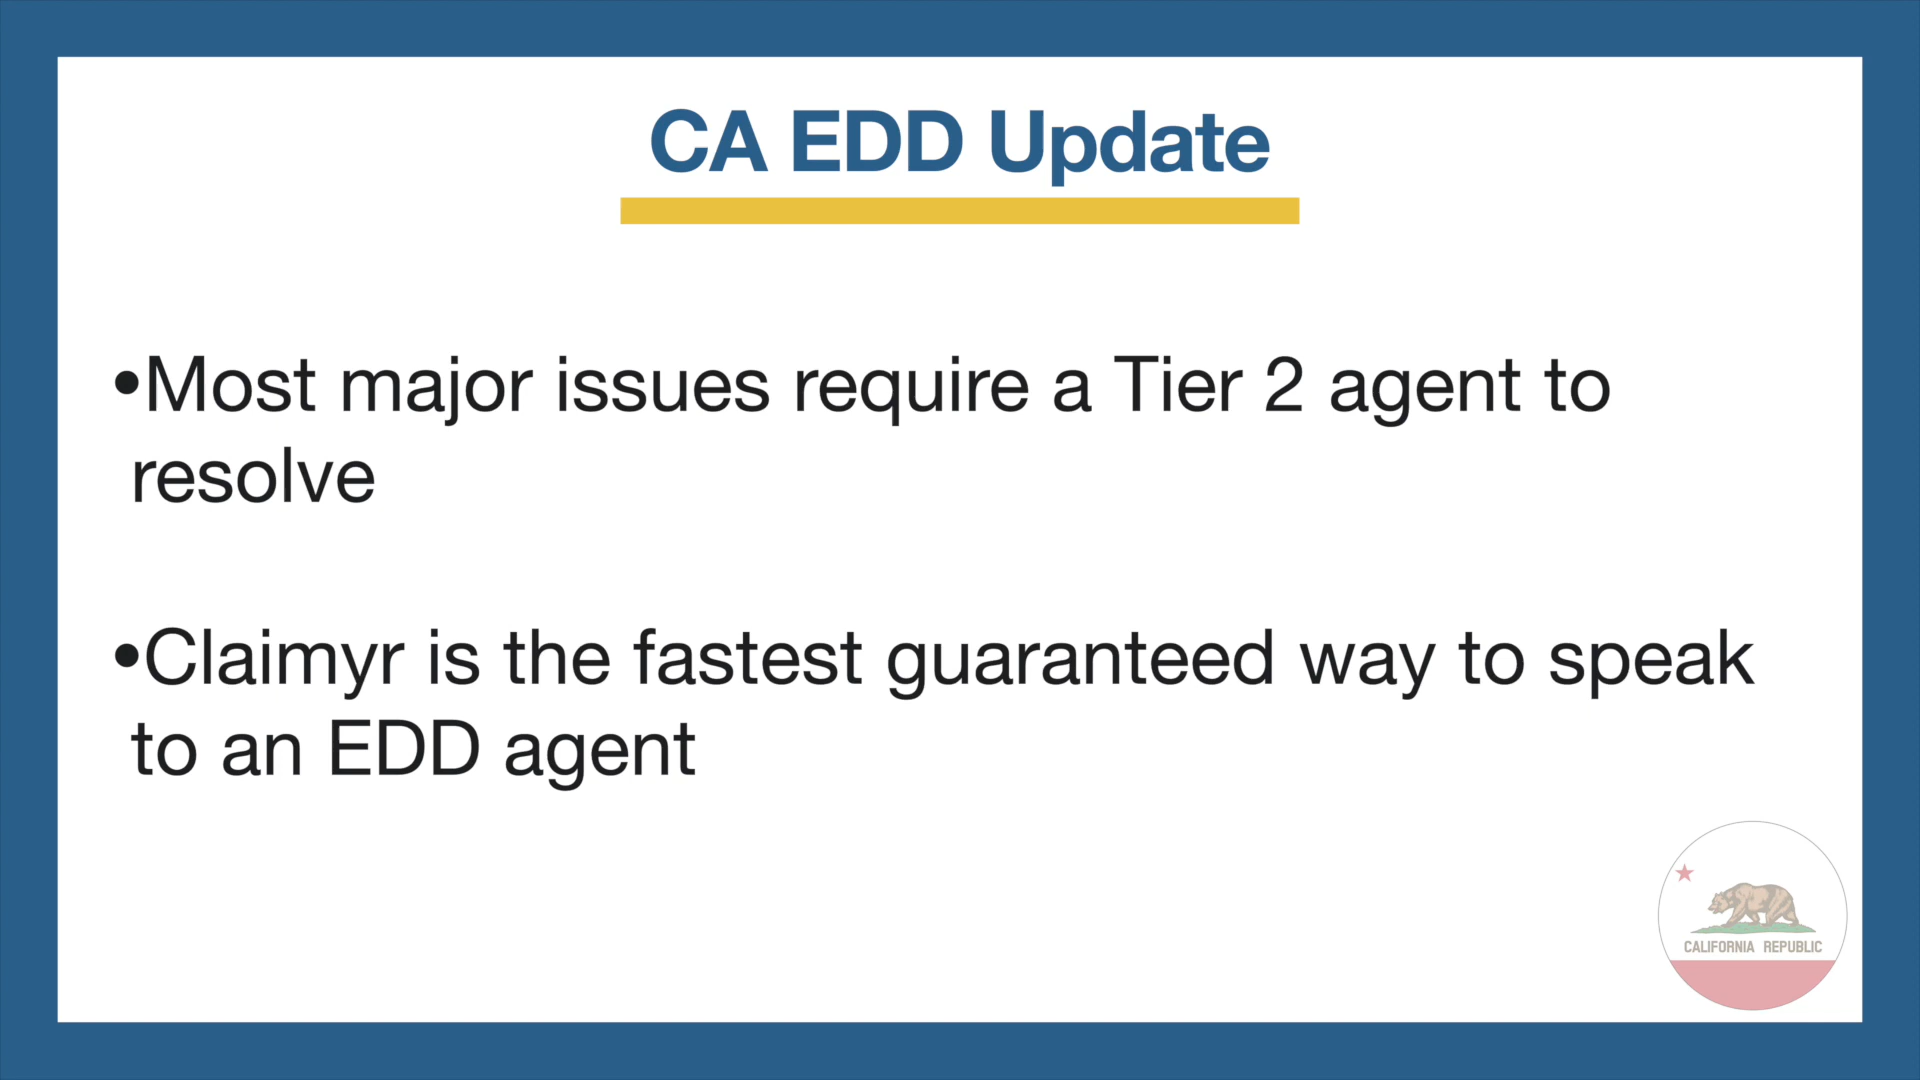 CA EDD Update
•Most major issues require a Tier 2 agent to
resolve
•Claimyr is the fastest guaranteed way to speak
to an EDD agent
CALIFORNIA REPUBLIC